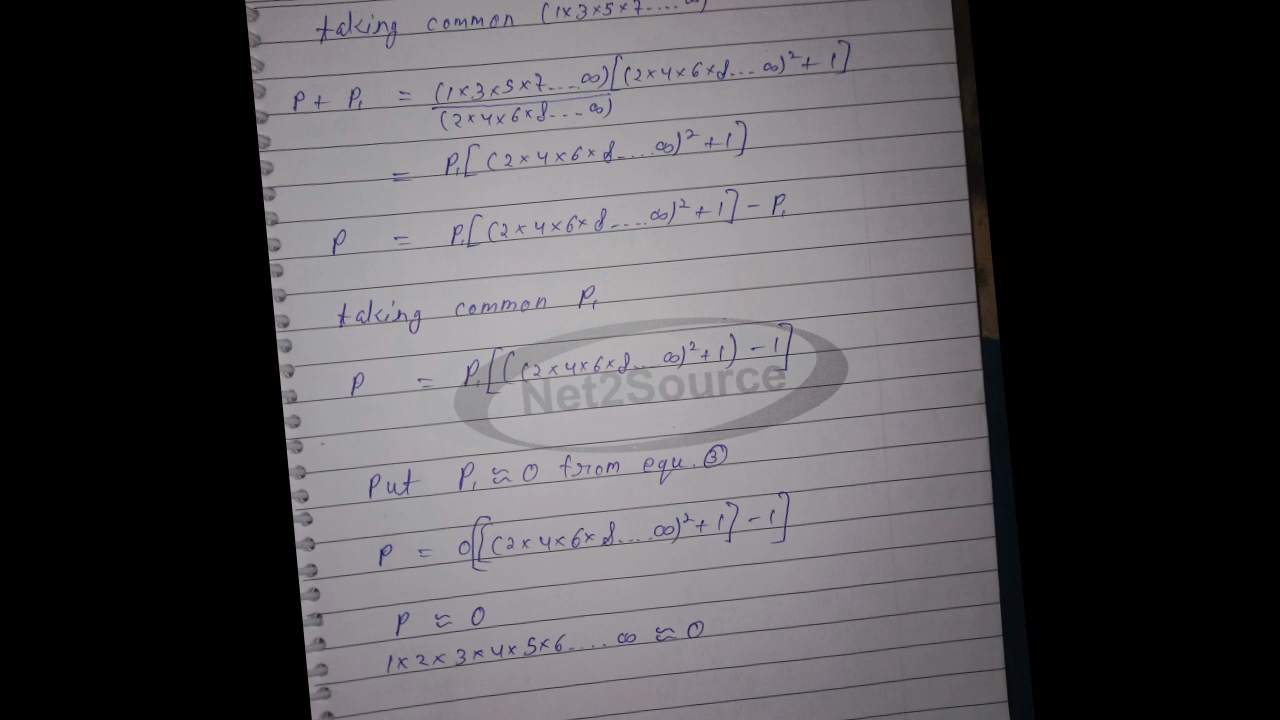 taking common (1×3×5×7.....∞)
P + P₁ = (1×3×5×7.....∞)[(2×4×6×8...∞)²+1]
(2×4×6×8...∞)
= P₁[(2×4×6×8.....∞)²+1]
P = P₁[(2×4×6×8.....∞)²+1] - P₁
taking common P₁
P = P₁[((2×4×6×8...∞)²+1) - 1]
Net2Source
Put P₁ ≈ 0 from equ. ③
P = 0[[(2×4×6×8.....∞)²+1] - 1]
P ≈ 0
1×2×3×4×5×6.....∞ ≈ 0